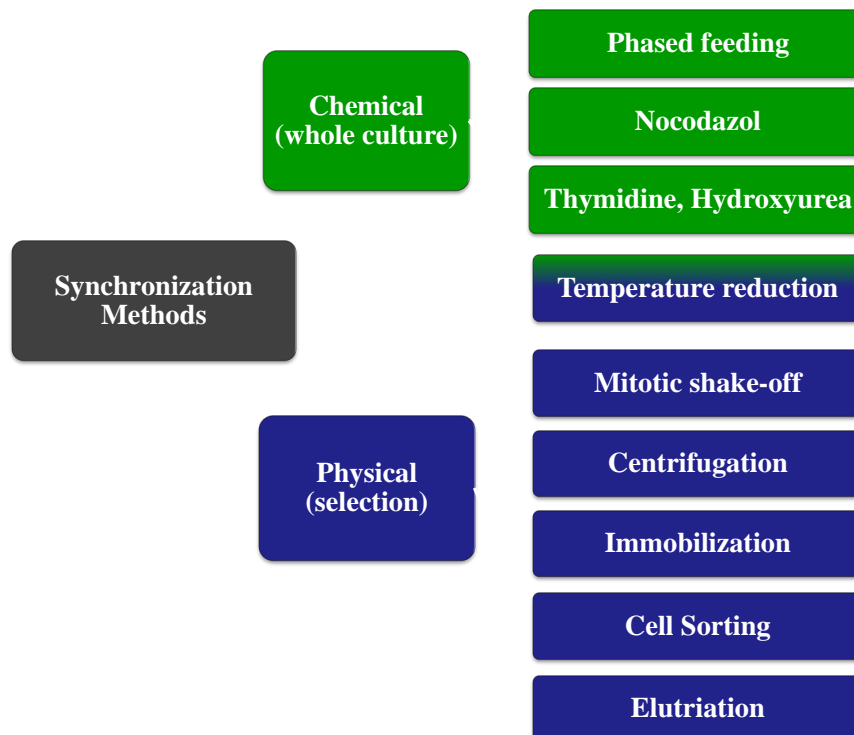 Phased feeding
Chemical
(whole culture)
Nocodazol
Thymidine, Hydroxyurea
Synchronization
Methods
Temperature reduction
Mitotic shake-off
Physical
(selection)
Centrifugation
Immobilization
Cell Sorting
Elutriation